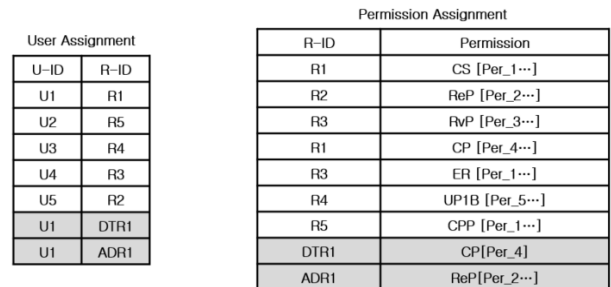 Permission Assignment
User Assignment
U-ID R-ID
U1 R1
U2 R5
U3 R4
U4 R3
U5 R2
U1 DTR1
U1 ADR1
R-ID Permission
R1 CS [Per_1⋯]
R2 ReP [Per_2⋯]
R3 RvP [Per_3⋯]
R1 CP [Per_4⋯]
R3 ER [Per_1⋯]
R4 UP1B [Per_5⋯]
R5 CPP [Per_1⋯]
DTR1 CP[Per_4]
ADR1 ReP[Per_2⋯]